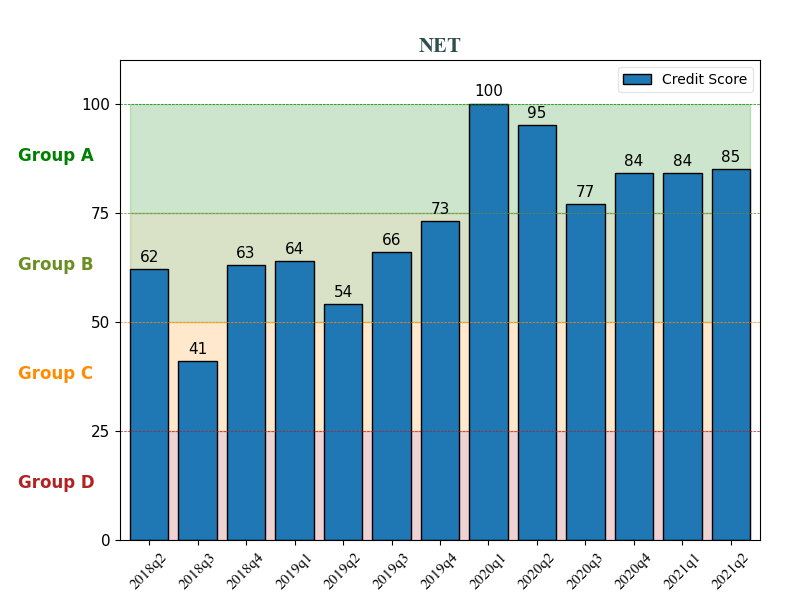 NET
Credit Score
100
75
50
25
0
Group A
Group B
Group C
Group D
62
41
63
64
54
66
73
100
95
77
84
84
85
2018q2
2018q3
2018q4
2019q1
2019q2
2019q3
2019q4
2020q1
2020q2
2020q3
2020q4
2021q1
2021q2